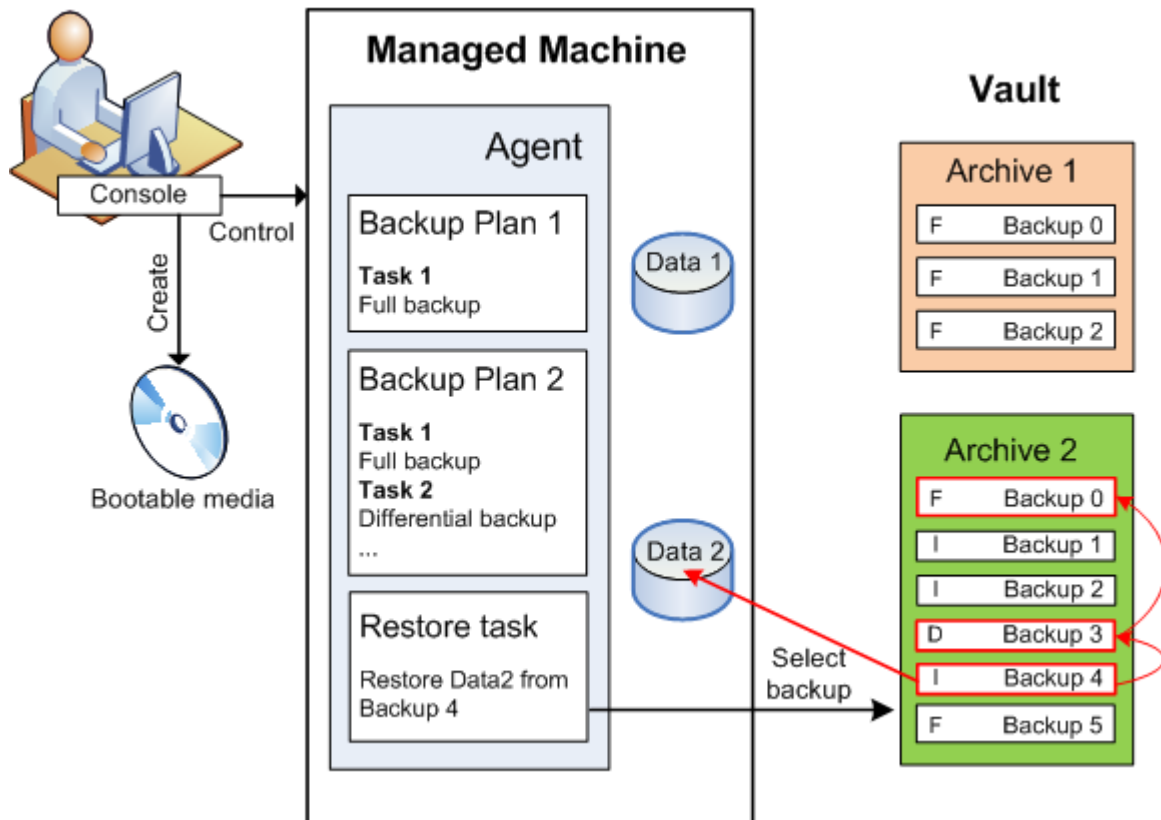 Console
Control
Create
Bootable media
Managed Machine
Agent
Backup Plan 1
Task 1
Full backup
Backup Plan 2
Task 1
Full backup
Task 2
Differential backup
...
Restore task
Restore Data2 from
Backup 4
Data 1
Data 2
Select
backup
Vault
Archive 1
F Backup 0
F Backup 1
F Backup 2
Archive 2
F Backup 0
I Backup 1
I Backup 2
D Backup 3
I Backup 4
F Backup 5